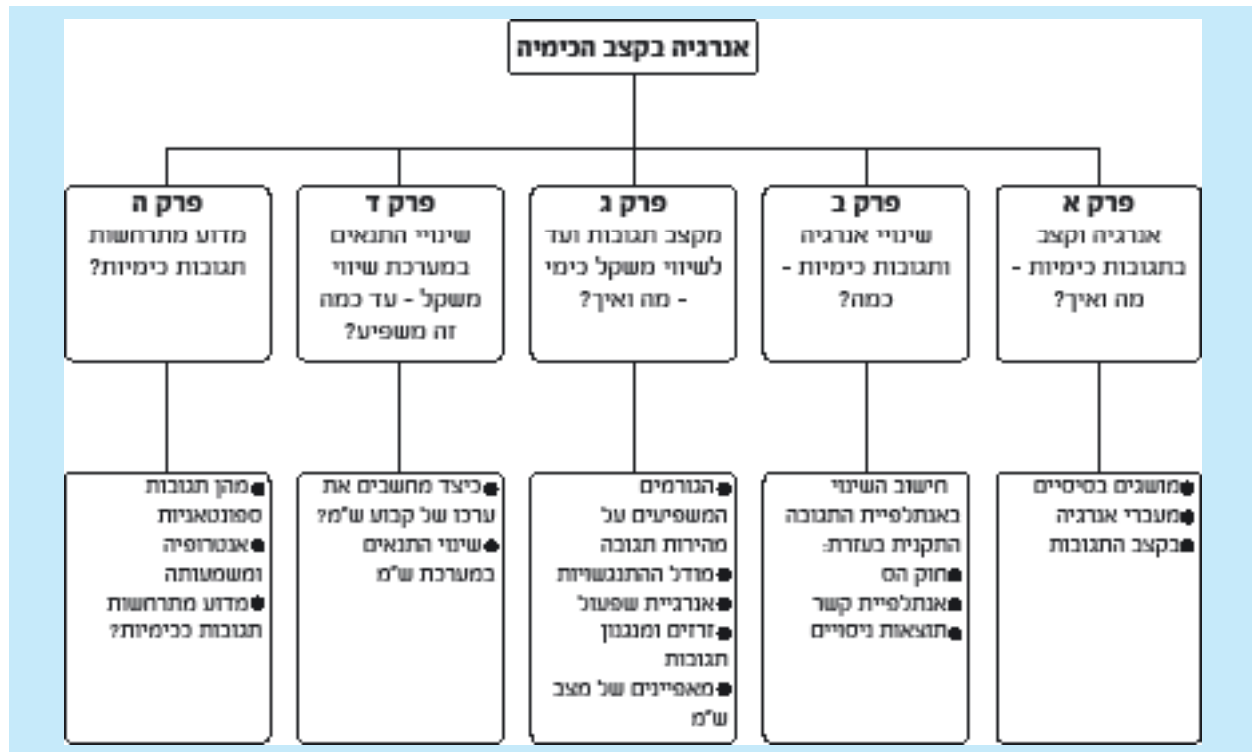 אנרגיה בקצב הכימיה
פרק א
אנרגיה וקצב
בתגובות כימיות -
מה ואיך?
פרק ב
שינויי אנרגיה
ותגובות כימיות -
כמה?
פרק ג
מקצב תגובות ועד
לשיווי משקל כימי
- מה ואיך?
פרק ד
שינויי התנאים
במערכת שיווי
משקל - עד כמה
זה משפיע?
פרק ה
מדוע מתרחשות
תגובות כימיות?
●מושגים בסיסיים
●מעברי אנרגיה
●בקצב התגובות
חישוב השינוי
באנתלפיית התגובה
התקנית בעזרת:
●חוק הס
●אנתלפיית קשר
●תוצאות ניסויים
●הגורמים
המשפיעים על
מהירות תגובה
●מודל ההתנגשויות
●אנרגיית שפעול
●זרזים ומנגנון
תגובות
●מאפיינים של מצב
ש"מ
●כיצד מחשבים את
ערכו של קבוע ש"מ?
●שינוי התנאים
במערכת ש"מ
●מהן תגובות
ספונטאניות
●אנטרופיה
ומשמעותה
●מדוע מתרחשות
תגובות ככימיות?